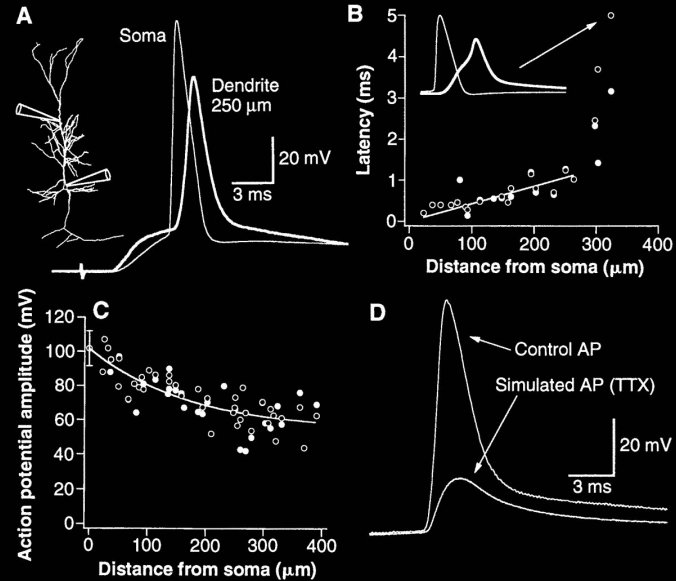 A
Soma
Dendrite
250 µm
20 mV
3 ms
B
Latency (ms)
5
4
3
2
1
0
0 100 200 300 400
Distance from soma (µm)
C
Action potential amplitude (mV)
120
100
80
60
40
20
0
0 100 200 300 400
Distance from soma (µm)
D
Control AP
Simulated AP (TTX)
20 mV
3 ms